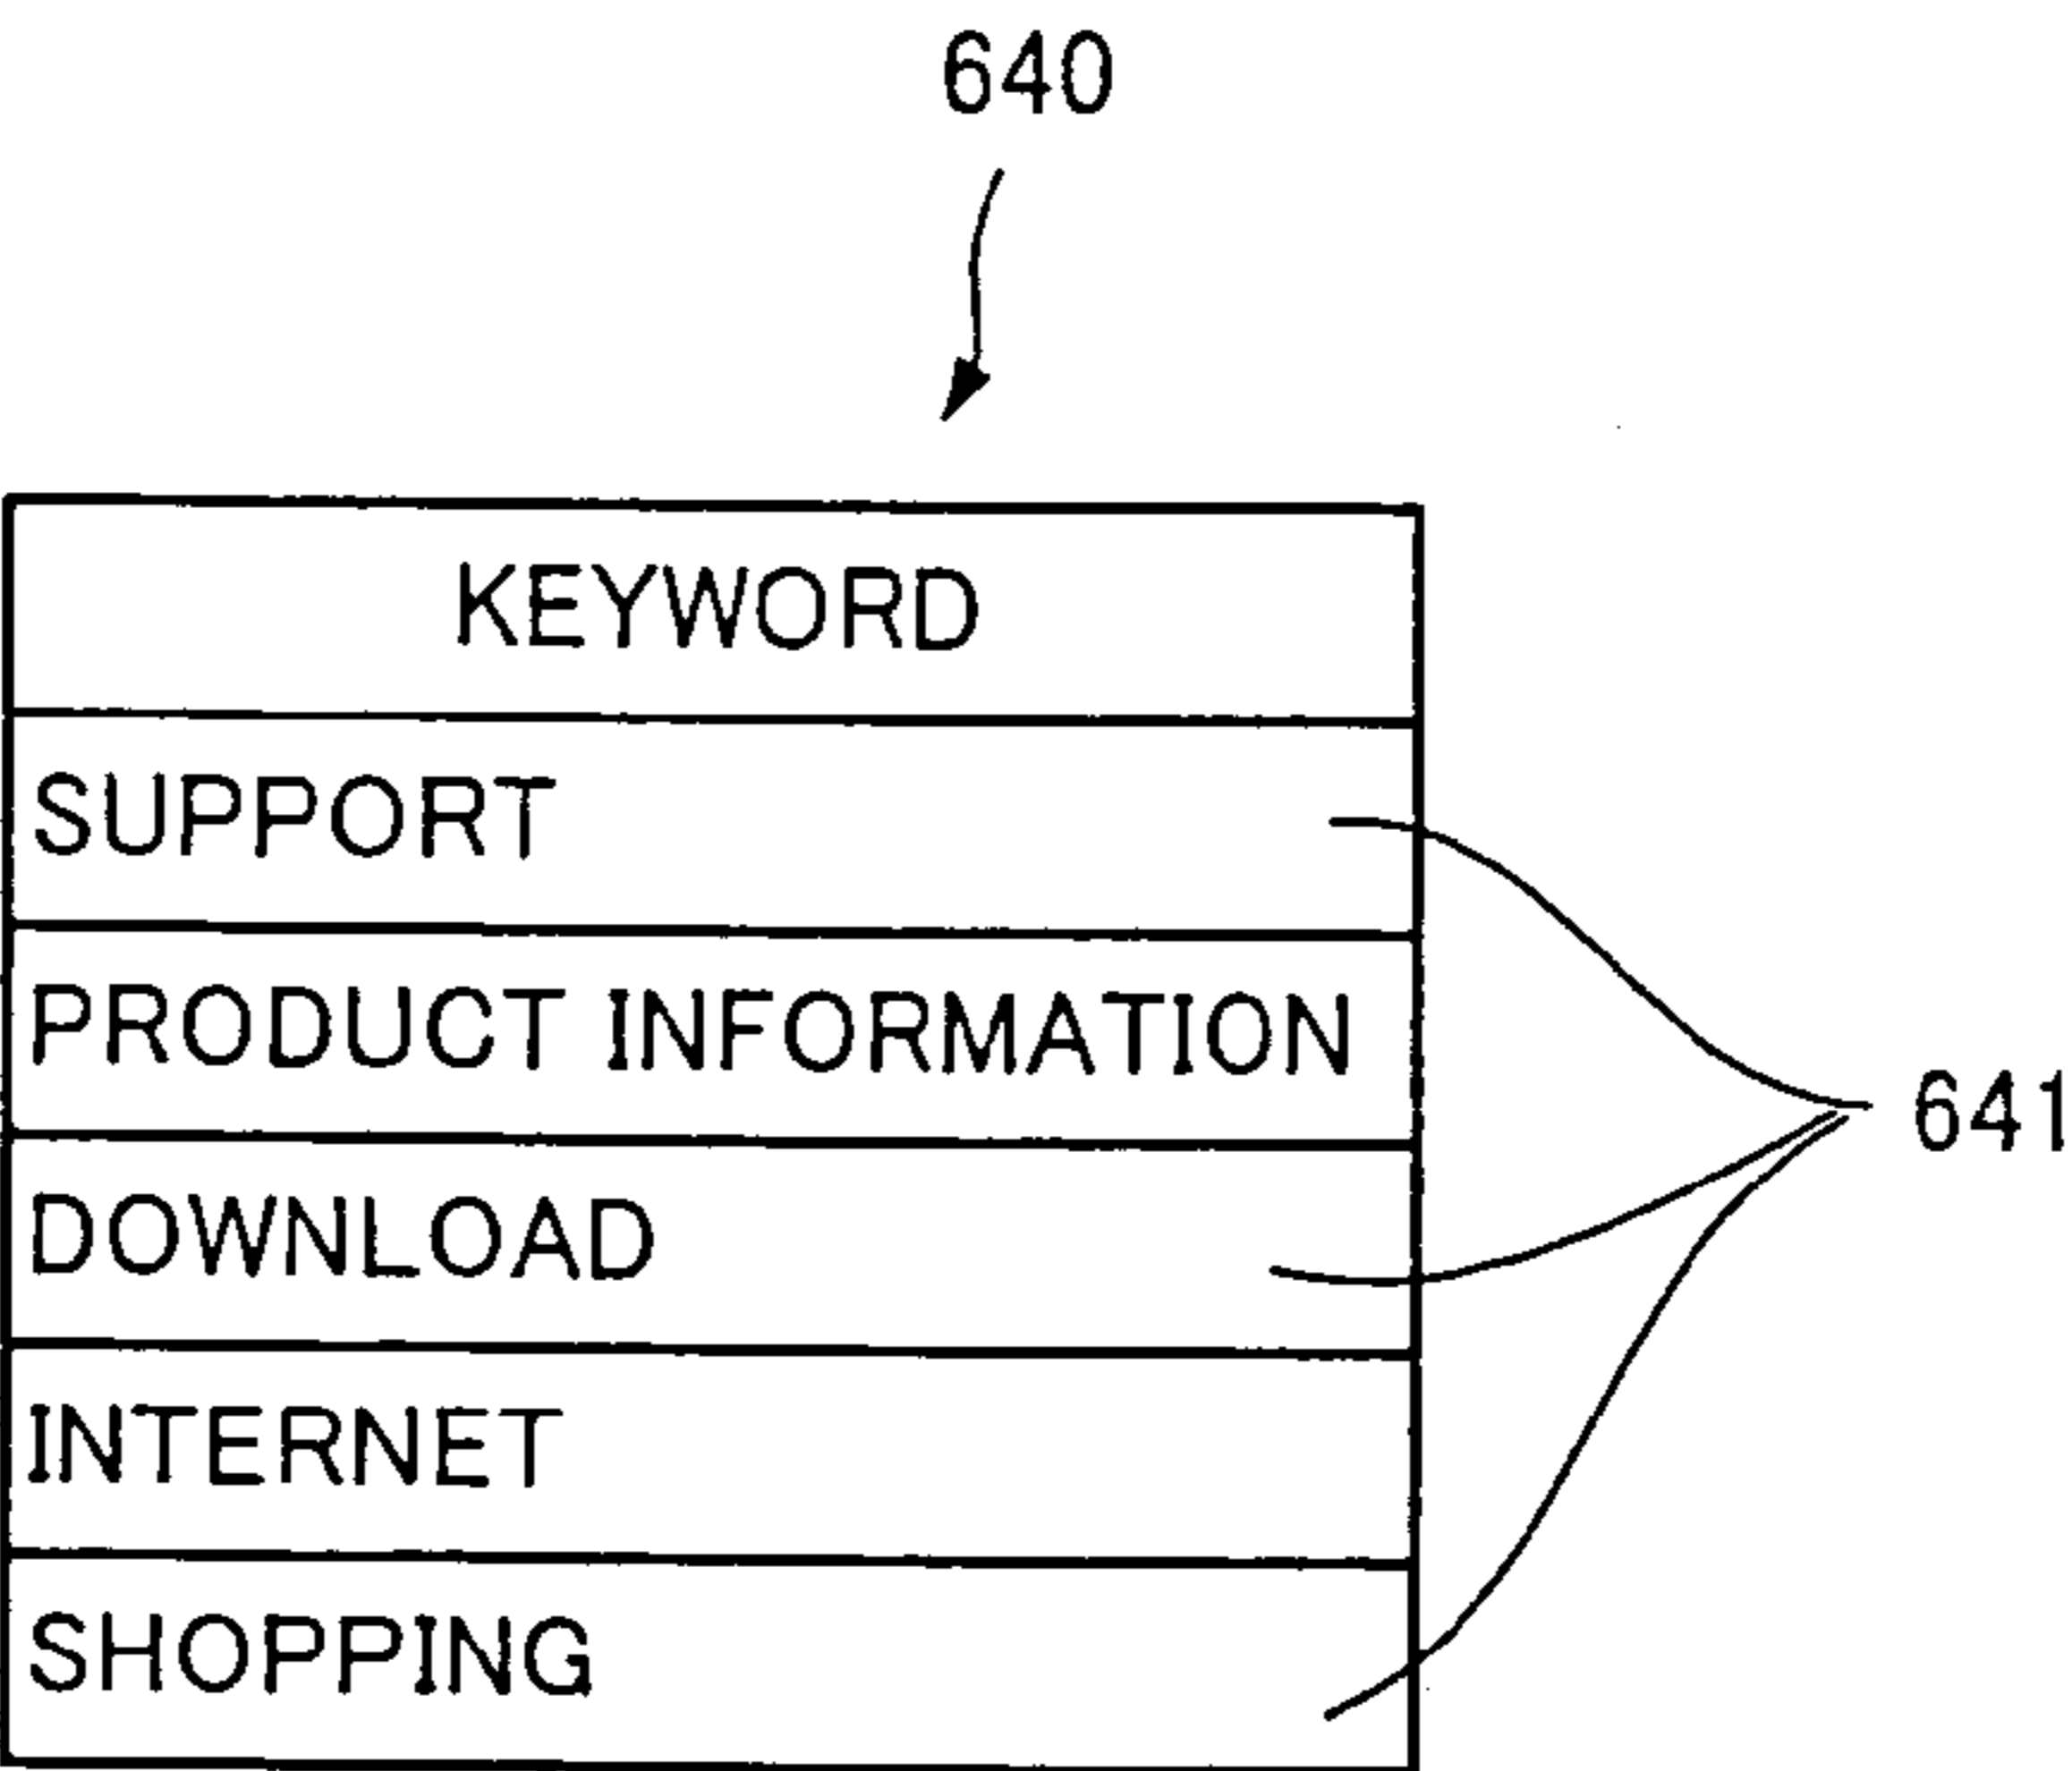 640
KEYWORD
SUPPORT
PRODUCT INFORMATION
641
DOWNLOAD
INTERNET
SHOPPING